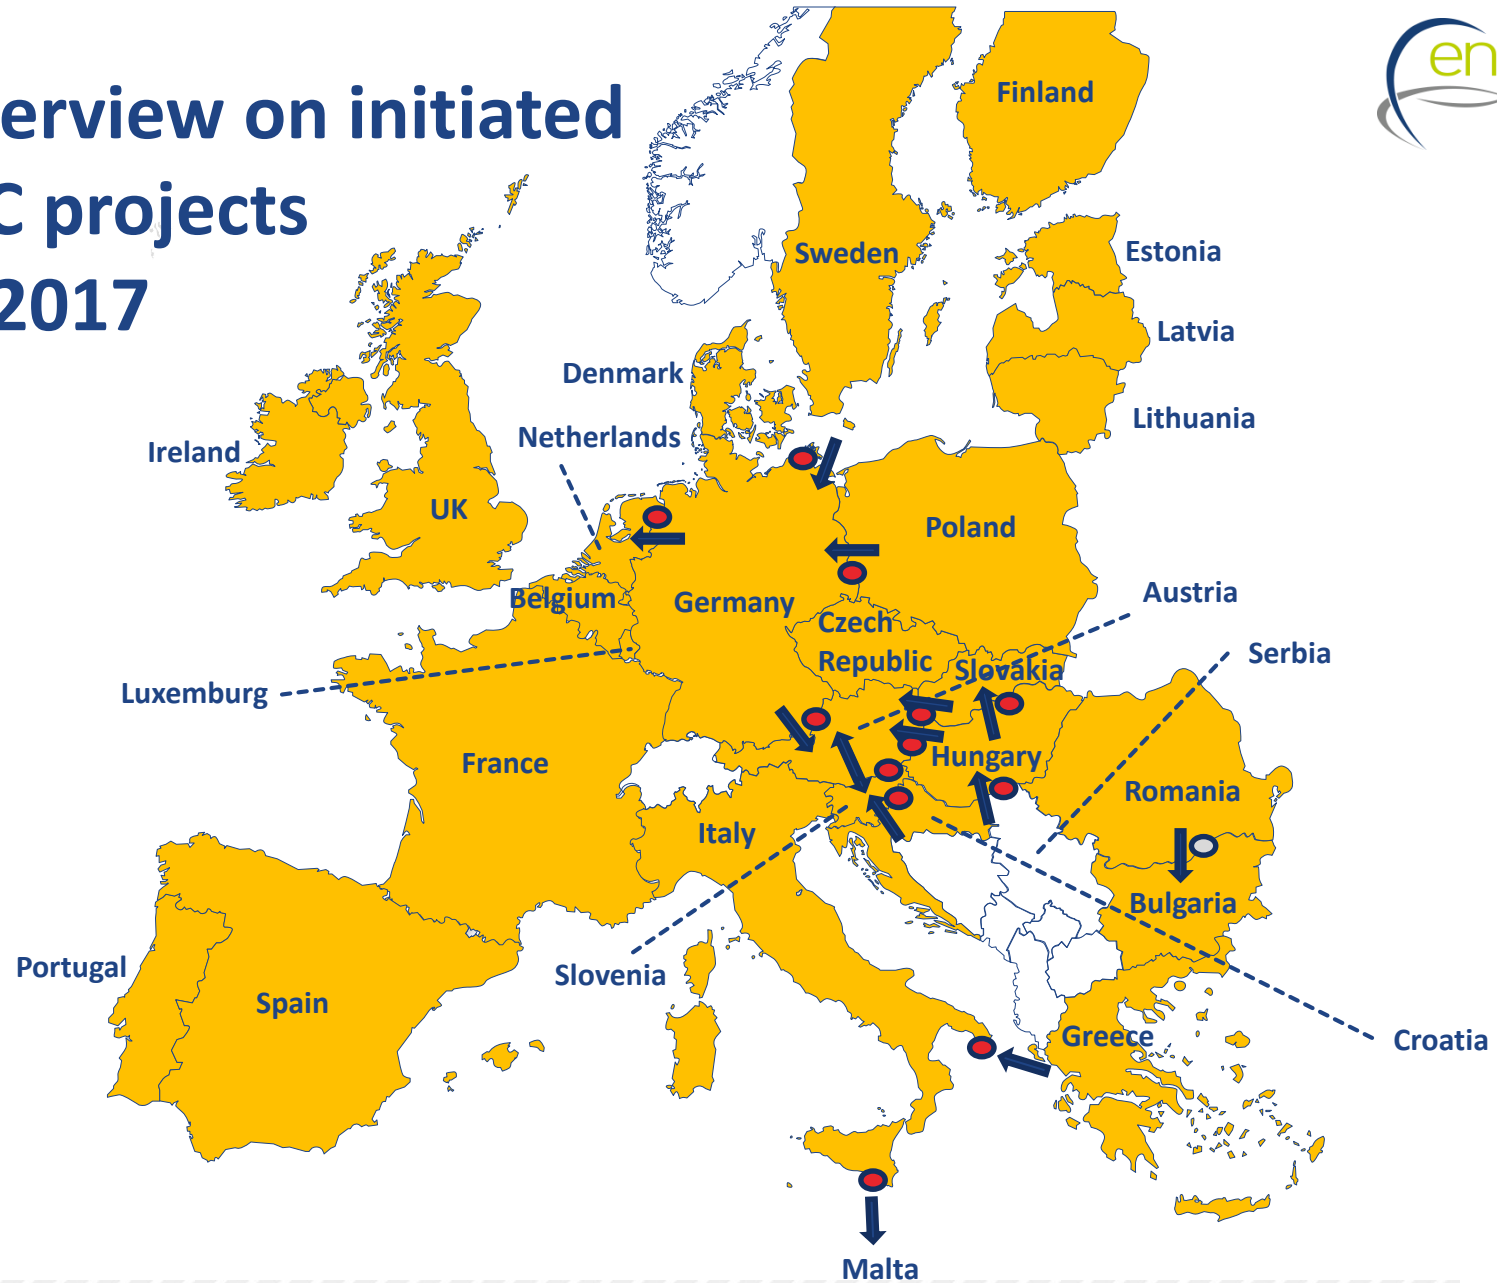 erview on initiated
C projects
2017
en
Finland
Sweden
Estonia
Latvia
Lithuania
Denmark
Netherlands
Ireland
UK
Poland
Belgium
Germany
Austria
Czech
Republic
Slovakia
Serbia
Luxemburg
France
Hungary
Romania
Italy
Bulgaria
Portugal
Slovenia
Spain
Greece
Croatia
Malta